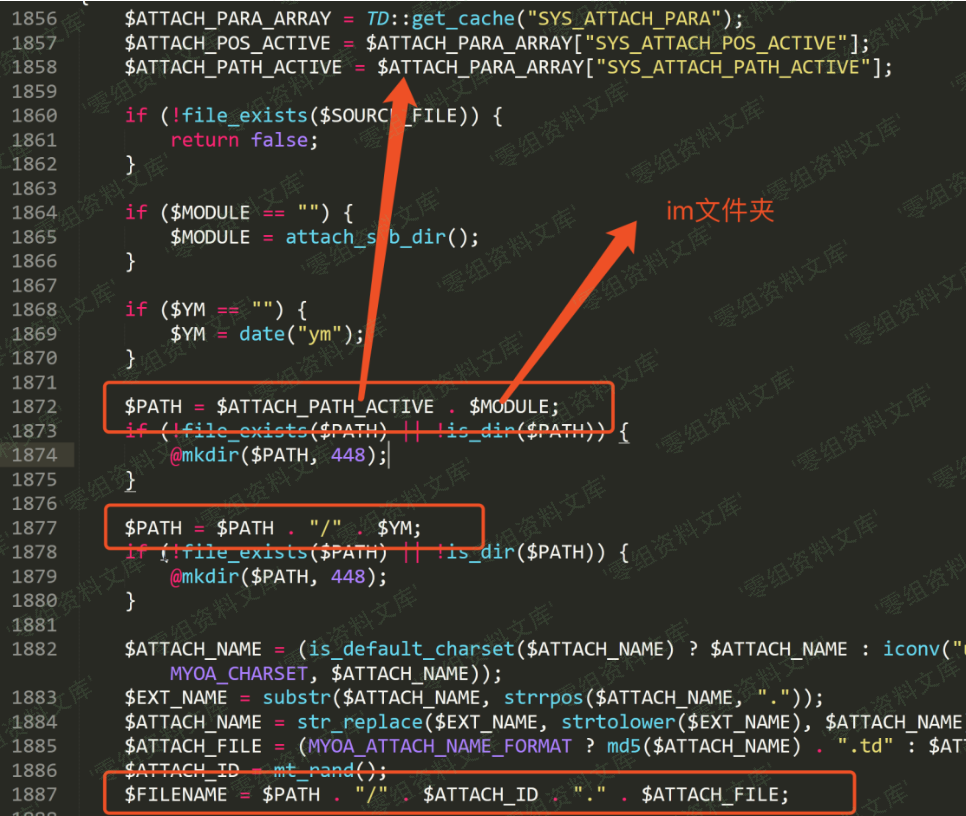 1856 $ATTACH_PARA_ARRAY = TD::get_cache("SYS_ATTACH_PARA");
1857 $ATTACH_POS_ACTIVE = $ATTACH_PARA_ARRAY["SYS_ATTACH_POS_ACTIVE"];
1858 $ATTACH_PATH_ACTIVE = $ATTACH_PARA_ARRAY["SYS_ATTACH_PATH_ACTIVE"];
1859
1860 if (!file_exists($SOURCE_FILE)) {
1861 return false;
1862 }
1863
1864 if ($MODULE == "") {
im文件夹
1865 $MODULE = attach_sub_dir();
1866 }
1867
1868 if ($YM == "") {
1869 $YM = date("ym");
1870 }
1871
1872 $PATH = $ATTACH_PATH_ACTIVE . $MODULE;
1873 if (!file_exists($PATH) || !is_dir($PATH)) {
1874 @mkdir($PATH, 448);
1875 }
1876
1877 $PATH = $PATH . "/" . $YM;
1878 if (!file_exists($PATH) || !is_dir($PATH)) {
1879 @mkdir($PATH, 448);
1880 }
1881
1882 $ATTACH_NAME = (is_default_charset($ATTACH_NAME) ? $ATTACH_NAME : iconv("
MYOA_CHARSET, $ATTACH_NAME));
1883 $EXT_NAME = substr($ATTACH_NAME, strrpos($ATTACH_NAME, "."));
1884 $ATTACH_NAME = str_replace($EXT_NAME, strtolower($EXT_NAME), $ATTACH_NAME
1885 $ATTACH_FILE = (MYOA_ATTACH_NAME_FORMAT ? md5($ATTACH_NAME) . ".td" : $AT
1886 $ATTACH_ID = mt_rand();
1887 $FILENAME = $PATH . "/" . $ATTACH_ID . "." . $ATTACH_FILE;
零组资料文库